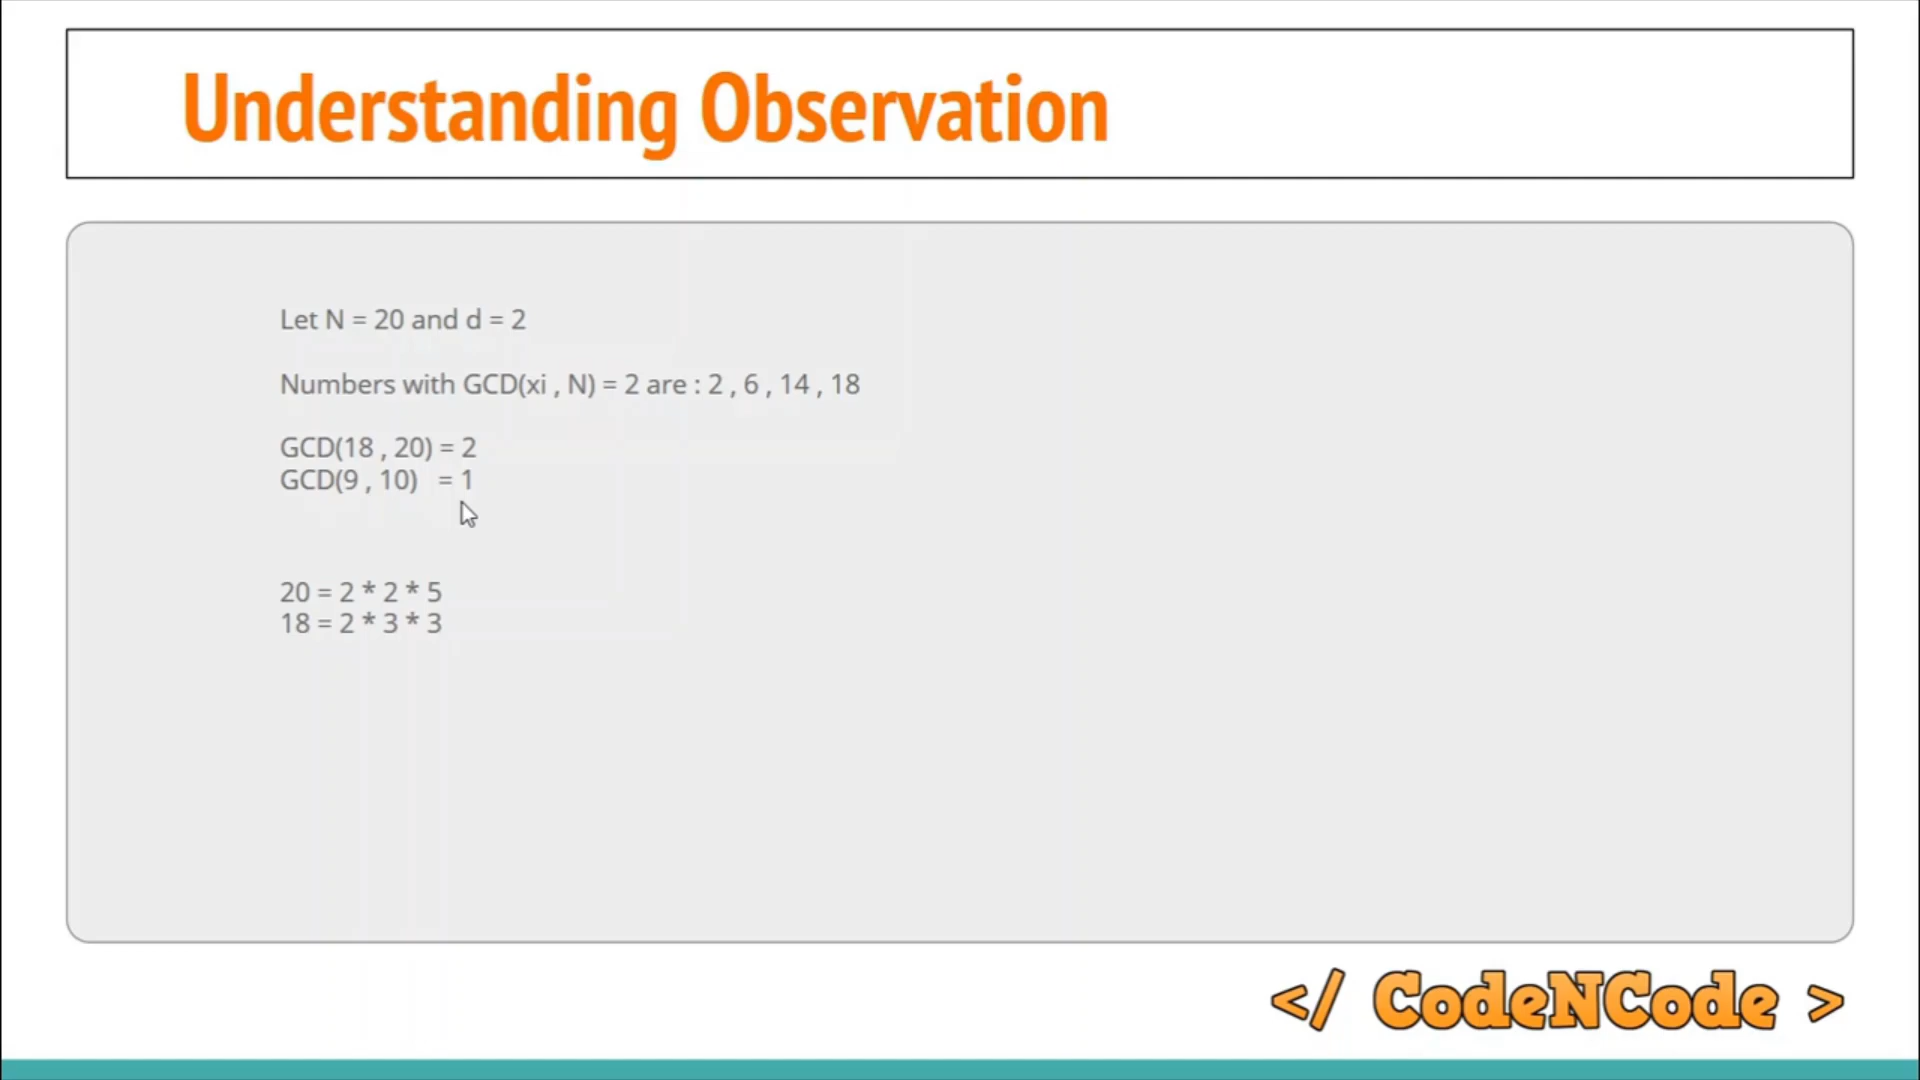 Understanding Observation
Let N = 20 and d = 2
Numbers with GCD(xi , N) = 2 are : 2 , 6 , 14 , 18
GCD(18 , 20) = 2
GCD(9 , 10) = 1
20 = 2 * 2 * 5
18 = 2 * 3 * 3
</ CodeNCode >